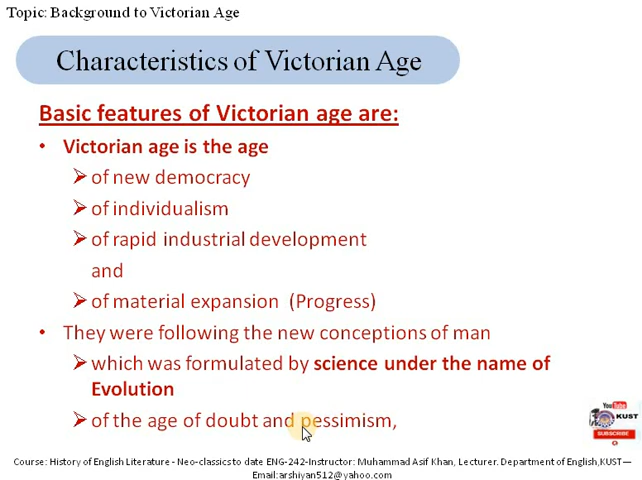 Topic: Background to Victorian Age
Characteristics of Victorian Age
Basic features of Victorian age are:
• Victorian age is the age
➢ of new democracy
➢ of individualism
➢ of rapid industrial development
and
➢ of material expansion (Progress)
• They were following the new conceptions of man
➢ which was formulated by science under the name of
Evolution
➢ of the age of doubt and pessimism,
YouTube
KUST
SUBSCRIBE
Course: History of English Literature - Neo-classics to date ENG-242-Instructor: Muhammad Asif Khan, Lecturer. Department of English,KUST—
Email:arshiyan512@yahoo.com